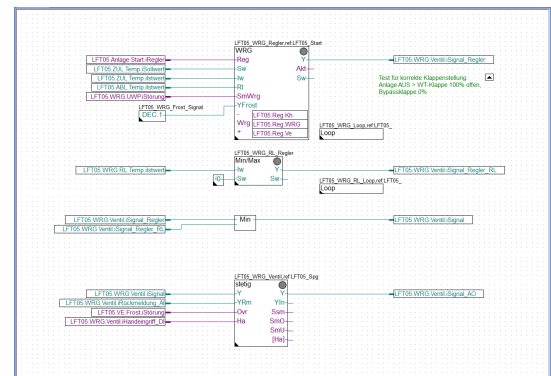 LFT05_WRG_Regler.ref.LFT05_Start
WRG
LFT05.Anlage.Start.iRegler
Reg
Y
LFT05.WRG.Ventil.iSignal_Regler
LFT05.ZUL.Temp.iSollwert
Sw
Akt
LFT05.ZUL.Temp.iIstwert
Iw
Sw
LFT05.ABL.Temp.iIstwert
Rl
LFT05.WRG.UWP.iStörung
SmWrg
Test für korrekte Klappenstellung:
Anlage AUS > WT-Klappe 100% offen,
Bypassklappe 0%
LFT05_WRG_Frost_Signal
YFrost
DEC.1
-
LFT05.Reg.Kh
Wrg
LFT05.Reg.WRG
LFT05.Reg.Ve
LFT05_WRG_Loop.ref.LFT05_
Loop
LFT05_WRG_RL_Regler
Min/Max
LFT05.WRG.RL.Temp.iIstwert
Iw
Y
LFT05.WRG.Ventil.iSignal_Regler_RL
Sw
Sw
LFT05_WRG_RL_Loop.ref.LFT05_
Loop
LFT05.WRG.Ventil.iSignal_Regler
Min
LFT05.WRG.Ventil.iSignal
LFT05.WRG.Ventil.iSignal_Regler_RL
LFT05_WRG_Ventil.ref.LFT05_Spg
stetig
LFT05.WRG.Ventil.iSignal
Y
Y
LFT05.WRG.Ventil.iSignal_AO
LFT05.WRG.Ventil.iRückmeldung_AI
YRm
YIn
LFT05.VE.Frost.iStörung
Ovr
Ssm
LFT05.WRG.Ventil.iHandeingriff_DI
Ha
SmO
SmU
[Ha]